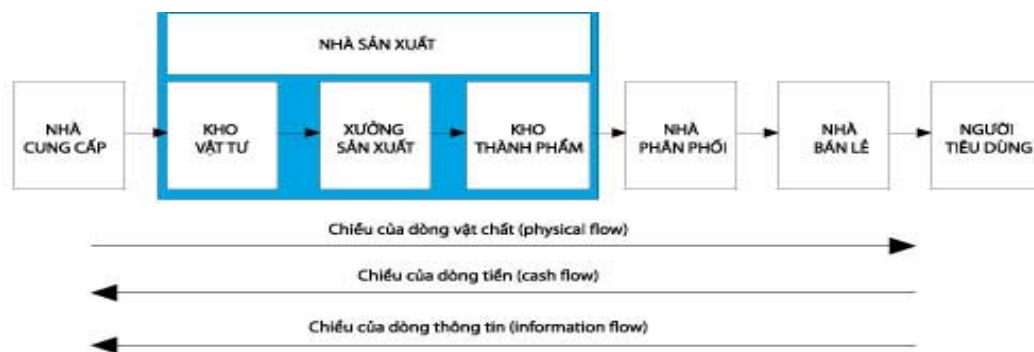 NHÀ SẢN XUẤT
NHÀ
CUNG CẤP
KHO
VẬT TƯ
XƯỞNG
SẢN XUẤT
KHO
THÀNH PHẨM
NHÀ
PHÂN PHỐI
NHÀ
BÁN LẺ
NGƯỜI
TIÊU DÙNG
Chiều của dòng vật chất (physical flow)
Chiều của dòng tiền (cash flow)
Chiều của dòng thông tin (information flow)